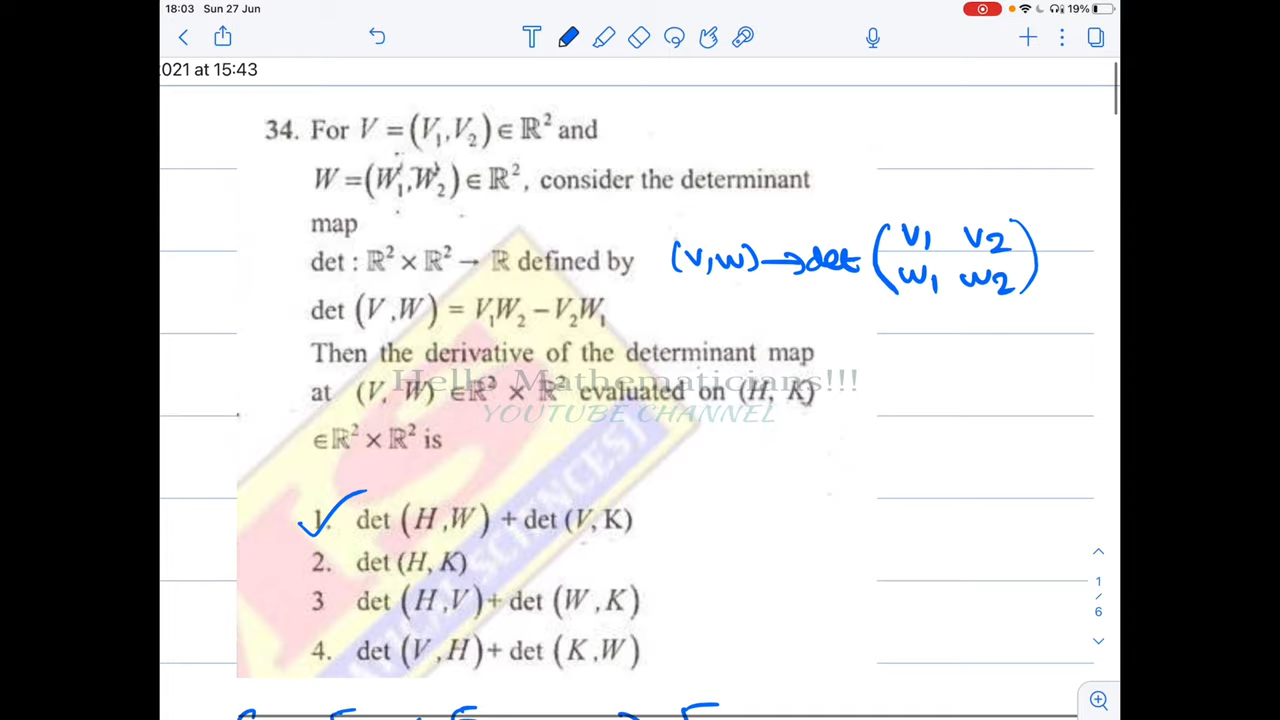 18:03 Sun 27 Jun
19%
021 at 15:43
34. For V = (V₁, V₂) ∈ ℝ² and
W = (W₁, W₂) ∈ ℝ², consider the determinant
map
det : ℝ² × ℝ² → ℝ defined by
(v,w) → det (v1 v2
w1 w2)
det (V ,W) = V₁W₂ − V₂W₁
Then the derivative of the determinant map
Hello Mathematicians!!!
at (V, W) ∈ℝ² × ℝ² evaluated on (H, K)
YOUTUBE CHANNEL
∈ℝ² × ℝ² is
1. det (H ,W) + det (V, K)
2. det (H, K)
3 det (H ,V)+ det (W , K)
4. det (V ,H)+ det (K ,W)
1
/
6